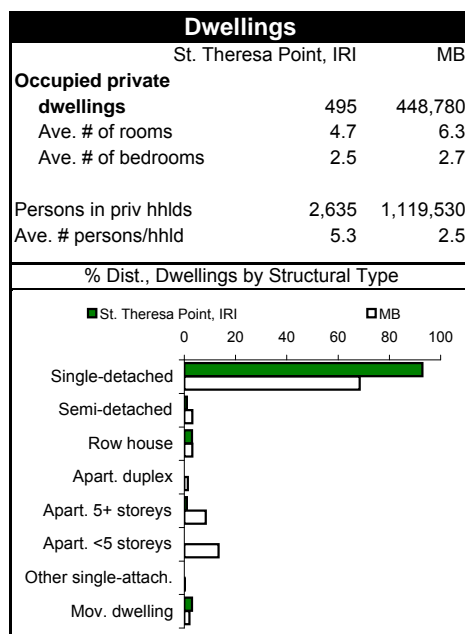 Dwellings
St. Theresa Point, IRI MB
Occupied private
dwellings 495 448,780
Ave. # of rooms 4.7 6.3
Ave. # of bedrooms 2.5 2.7
Persons in priv hhlds 2,635 1,119,530
Ave. # persons/hhld 5.3 2.5
% Dist., Dwellings by Structural Type
St. Theresa Point, IRI MB
0 20 40 60 80 100
Single-detached
Semi-detached
Row house
Apart. duplex
Apart. 5+ storeys
Apart. <5 storeys
Other single-attach.
Mov. dwelling